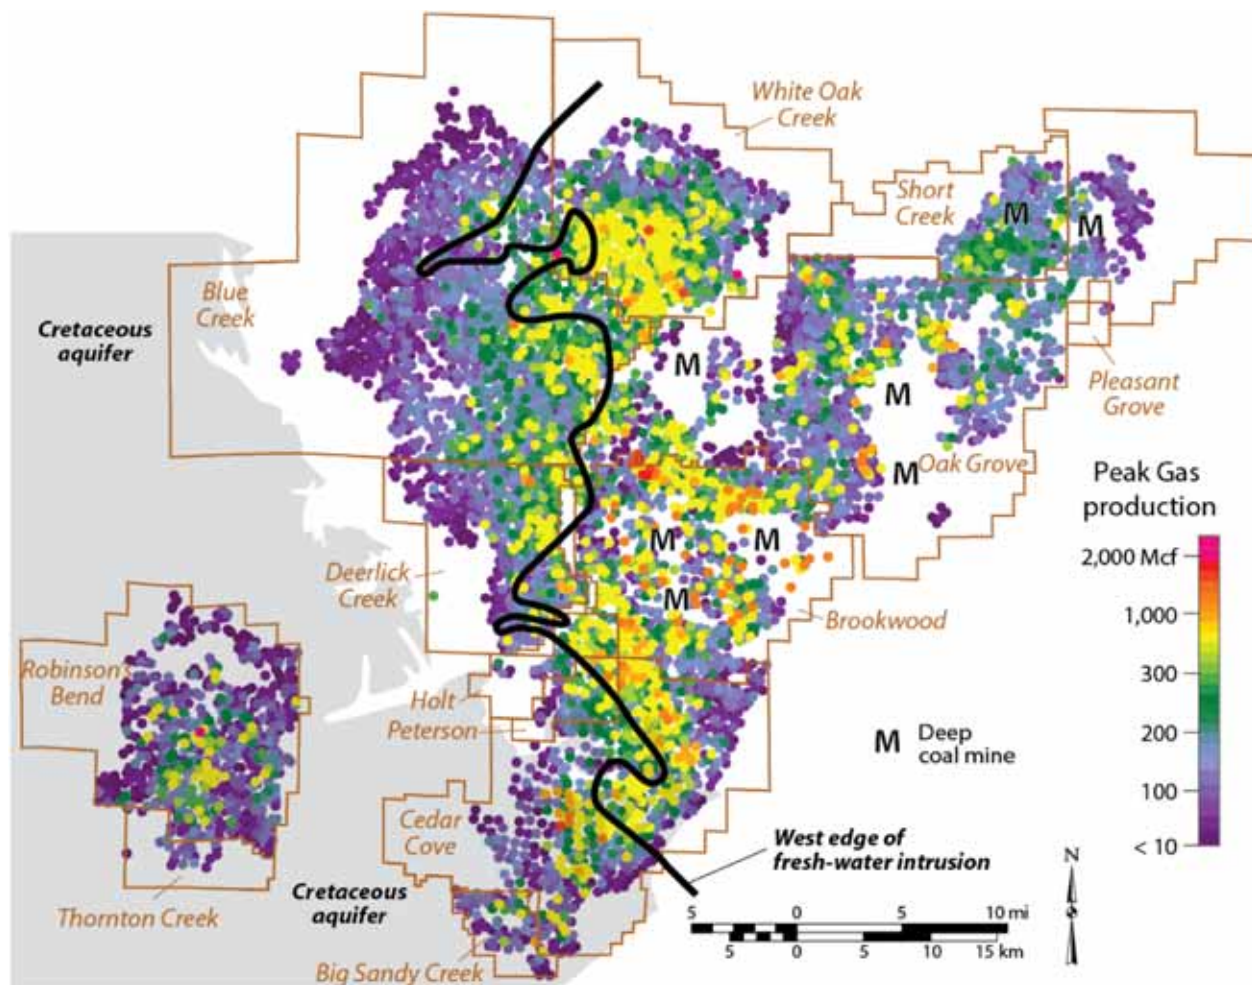 White Oak
Creek
Short
Creek
M
M
Blue
Creek
Cretaceous
aquifer
M
Pleasant
Grove
M
M
Oak Grove
Peak Gas
production
2,000 Mcf
1,000
300
200
100
< 10
M
M
Deerlick
Creek
M
Brookwood
Robinson's
Bend
Holt
Peterson
M Deep
coal mine
Cedar
Cove
West edge of
fresh-water intrusion
N
Cretaceous
aquifer
Thornton Creek
5 0 5 10 mi
5 0 5 10 15 km
Big Sandy Creek